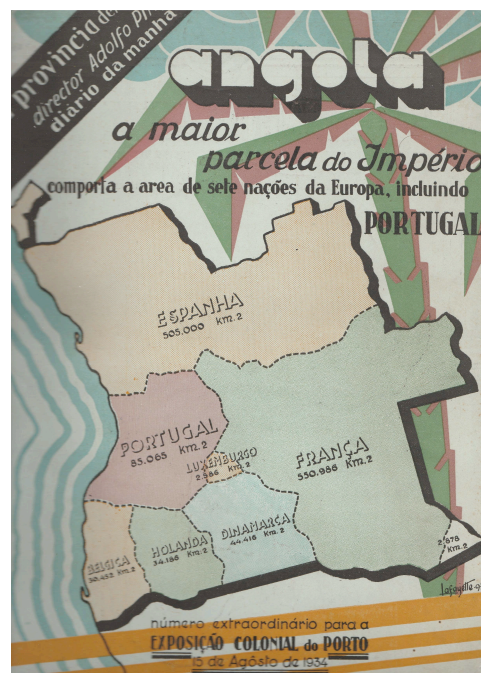 provincia de
director Adolfo
diario da manhã
angola
a maior
parcela do Império
comporta a area de sete nações da Europa, incluindo
PORTUGAL
ESPANHA
505.000 Km.2
PORTUGAL
85.065 Km.2
LUXEMBURGO
2.586 Km.2
FRANÇA
550.986 Km.2
BELGICA
30.452 Km.2
HOLANDA
34.186 Km.2
DINAMARCA
44.416 Km.2
2.678
Km.2
número extraordinário para a
EXPOSIÇÃO COLONIAL do PORTO
15 de Agôsto de 1934